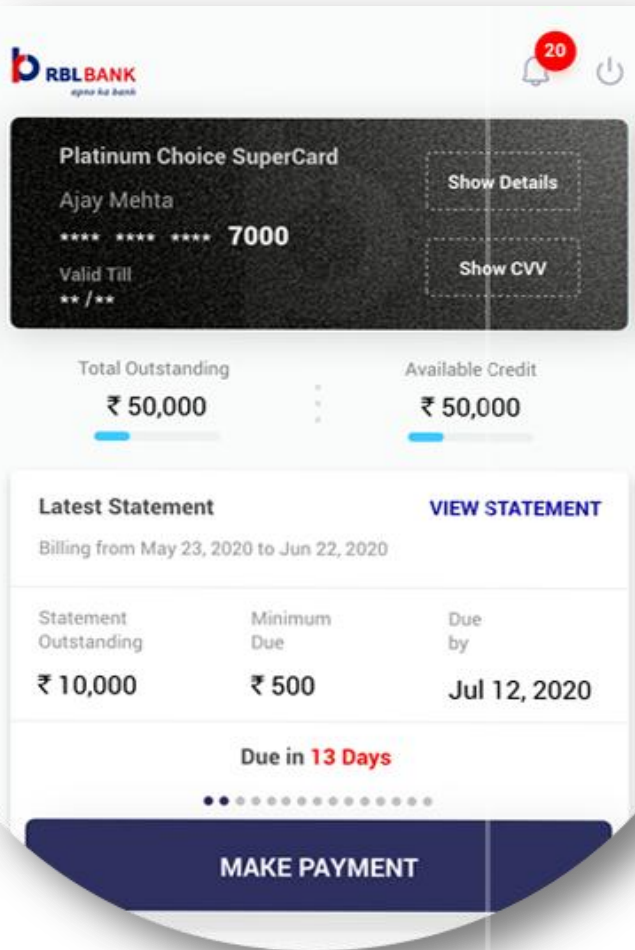 20
RBLBANK
apno ka bank
Platinum Choice SuperCard
Show Details
Ajay Mehta
**** **** **** 7000
Show CVV
Valid Till
** /**
Total Outstanding
Available Credit
₹ 50,000
₹ 50,000
Latest Statement
VIEW STATEMENT
Billing from May 23, 2020 to Jun 22, 2020
Statement Outstanding
Minimum Due
Due by
₹ 10,000
₹ 500
Jul 12, 2020
Due in 13 Days
MAKE PAYMENT